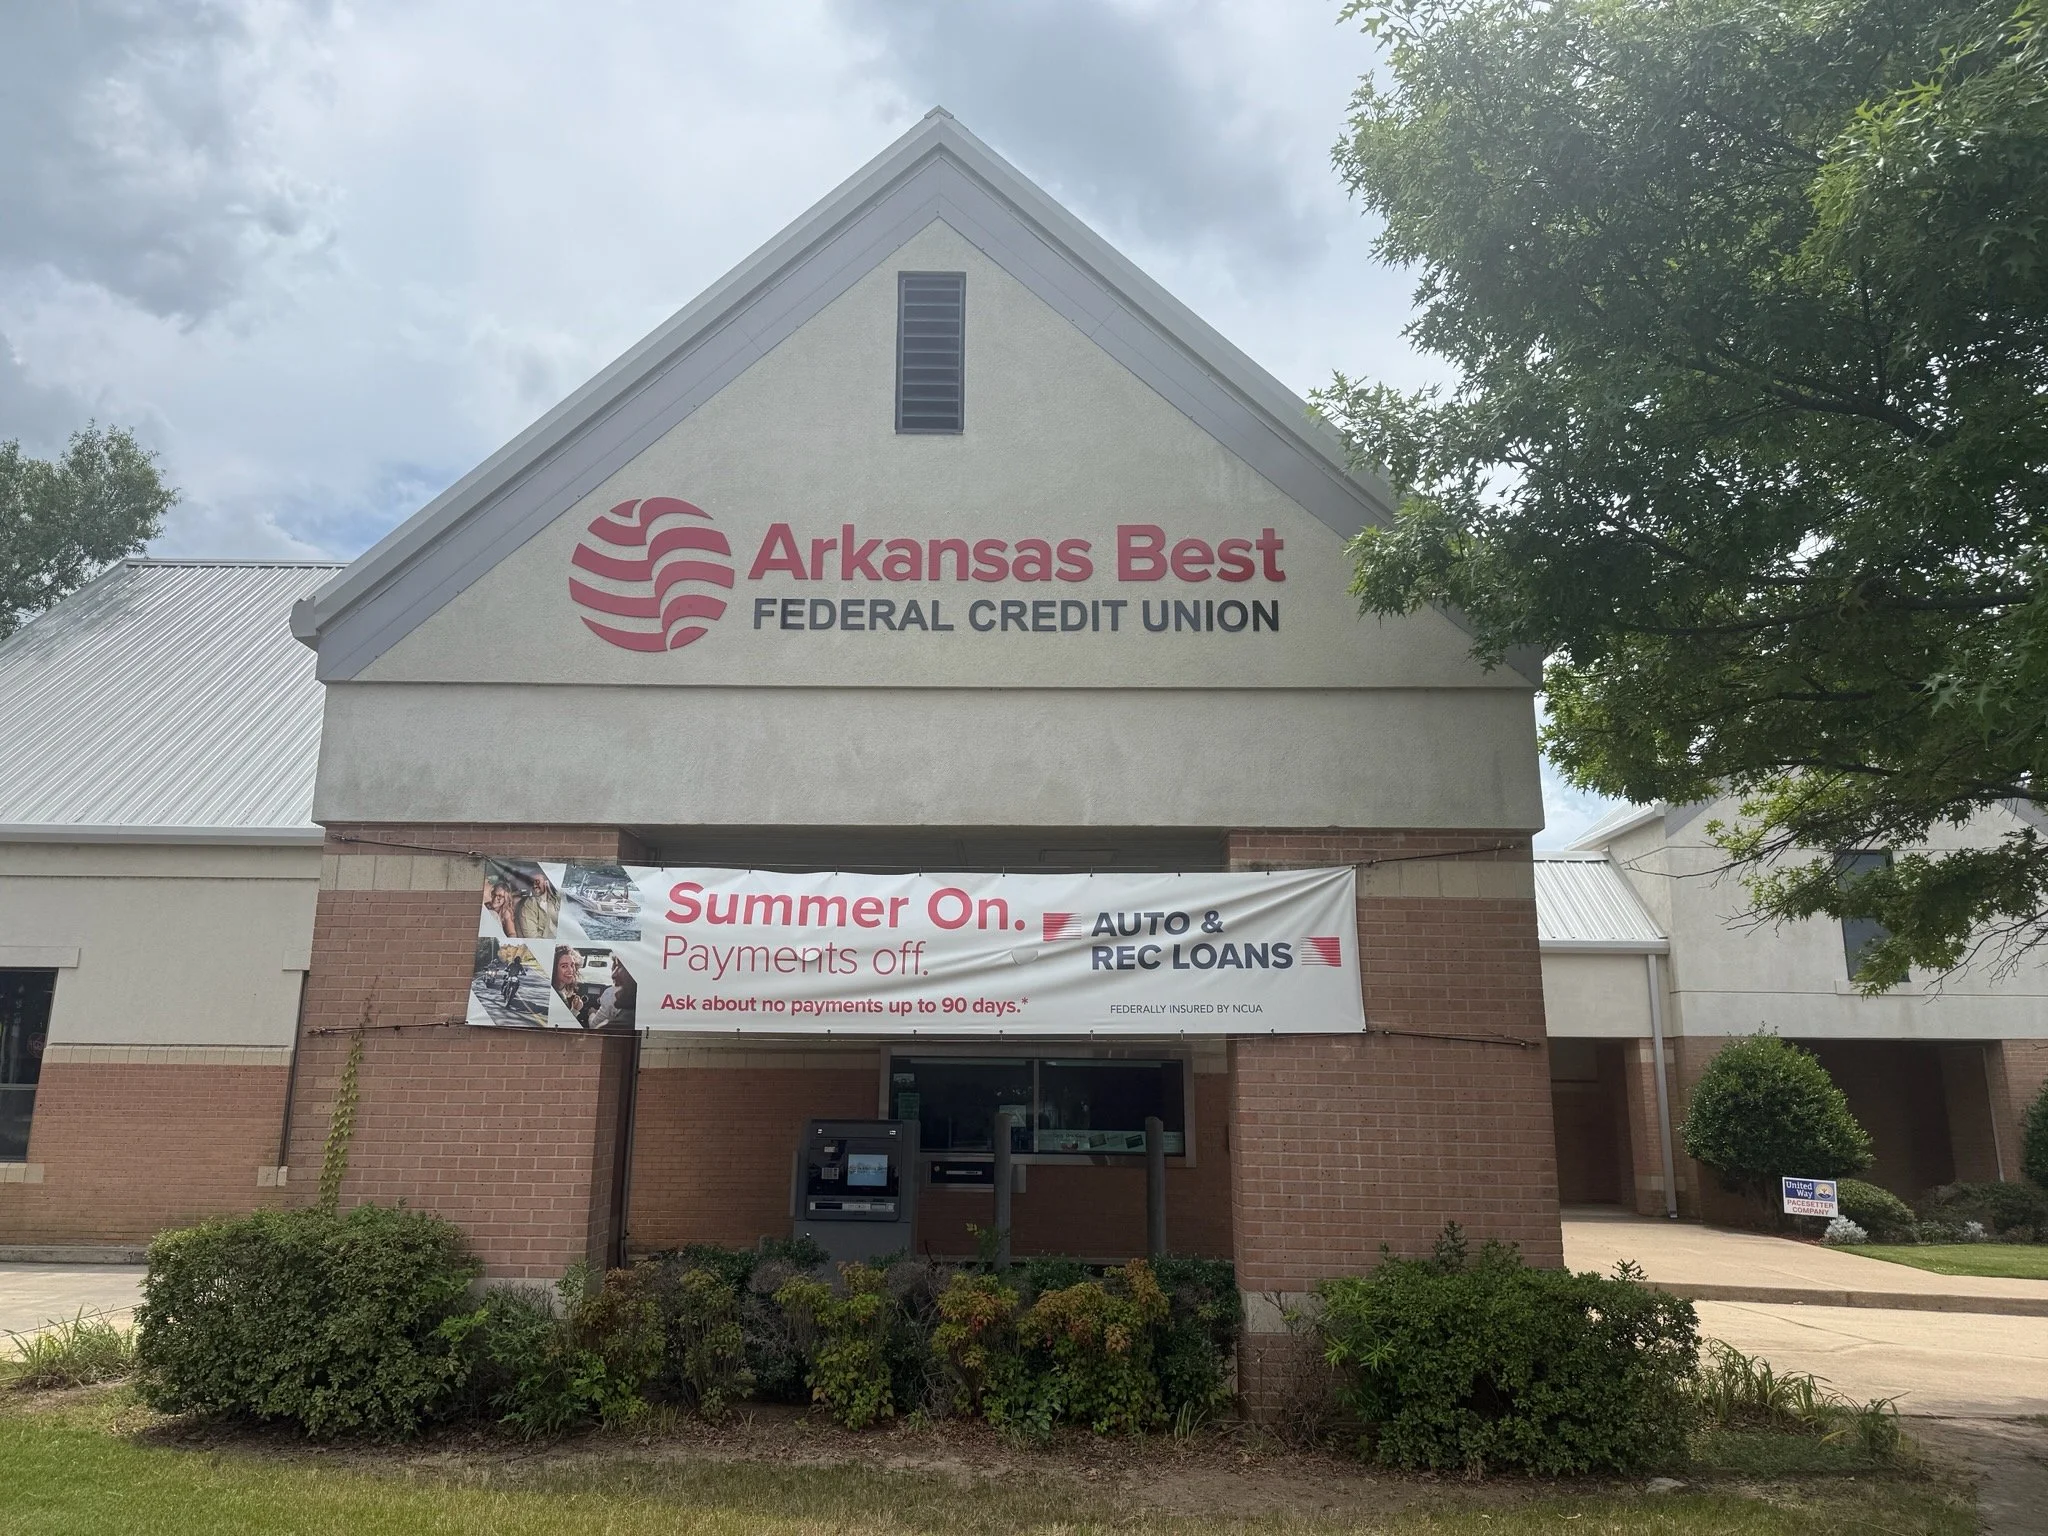 Arkansas Best
FEDERAL CREDIT UNION
Summer On.
Payments off.
Ask about no payments up to 90 days.*
AUTO &
REC LOANS
FEDERALLY INSURED BY NCUA
United
Way
PACESETTER
COMPANY